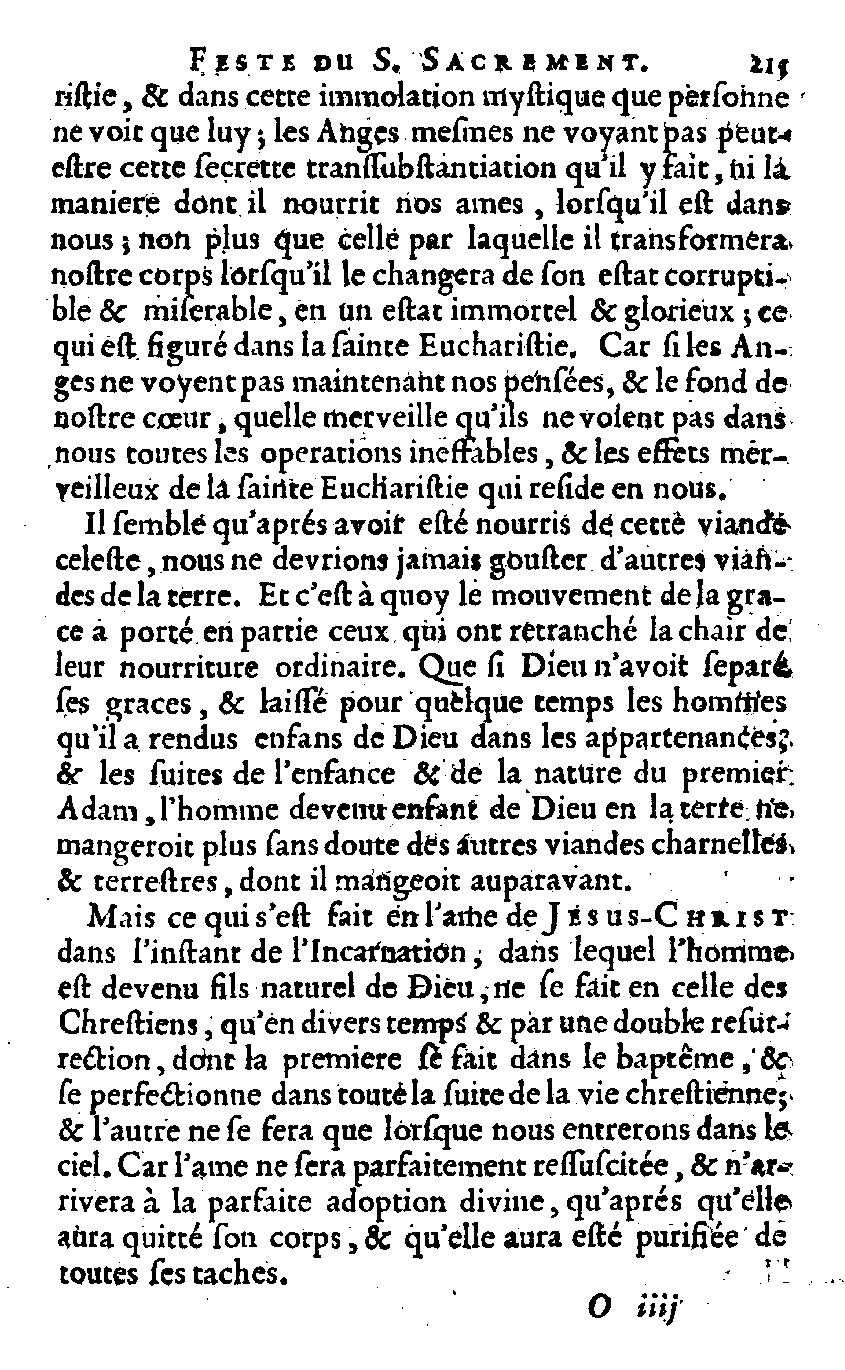 FESTE DU S. SACREMENT. 215
riſtie, & dans cette immolation myſtique que perſonne
ne voit que luy; les Anges meſmes ne voyant pas peut-
eſtre cette ſecrette tranſſubſtantiation qu'il y fait, ni la
maniere dont il nourrit nos ames, lorſqu'il eſt dans
nous; non plus que celle par laquelle il transformera
noſtre corps lorſqu'il le changera de ſon eſtat corrupti-
ble & miſerable, en un eſtat immortel & glorieux; ce
qui eſt figuré dans la ſainte Euchariſtie. Car ſi les An-
ges ne voyent pas maintenant nos penſées, & le fond de
noſtre cœur, quelle merveille qu'ils ne voient pas dans
nous toutes les operations ineffables, & les effets mer-
veilleux de la ſainte Euchariſtie qui reſide en nous.
Il ſemble qu'aprés avoir eſté nourris de cette viande
celeſte, nous ne devrions jamais gouſter d'autres vian-
des de la terre. Et c'eſt à quoy le mouvement de la gra-
ce a porté en partie ceux qui ont retranché la chair de
leur nourriture ordinaire. Que ſi Dieu n'avoit ſeparé
ſes graces, & laiſſé pour quelque temps les hommes
qu'il a rendus enfans de Dieu dans les appartenances,
& les ſuites de l'enfance & de la nature du premier
Adam, l'homme devenu enfant de Dieu en la terre ne
mangeroit plus ſans doute des autres viandes charnelles
& terreſtres, dont il mangeoit auparavant.
Mais ce qui s'eſt fait en l'ame de JESUS-CHRIST
dans l'inſtant de l'Incarnation, dans lequel l'homme
eſt devenu fils naturel de Dieu, ne ſe fait en celle des
Chreſtiens, qu'en divers temps & par une double reſur-
rection, dont la premiere ſe fait dans le baptême, &
ſe perfectionne dans toute la ſuite de la vie chreſtienne;
& l'autre ne ſe fera que lorſque nous entrerons dans le
ciel. Car l'ame ne ſera parfaitement reſſuſcitée, & n'ar-
rivera à la parfaite adoption divine, qu'aprés qu'elle
aura quitté ſon corps, & qu'elle aura eſté purifiée de
toutes ſes taches.
O iiij